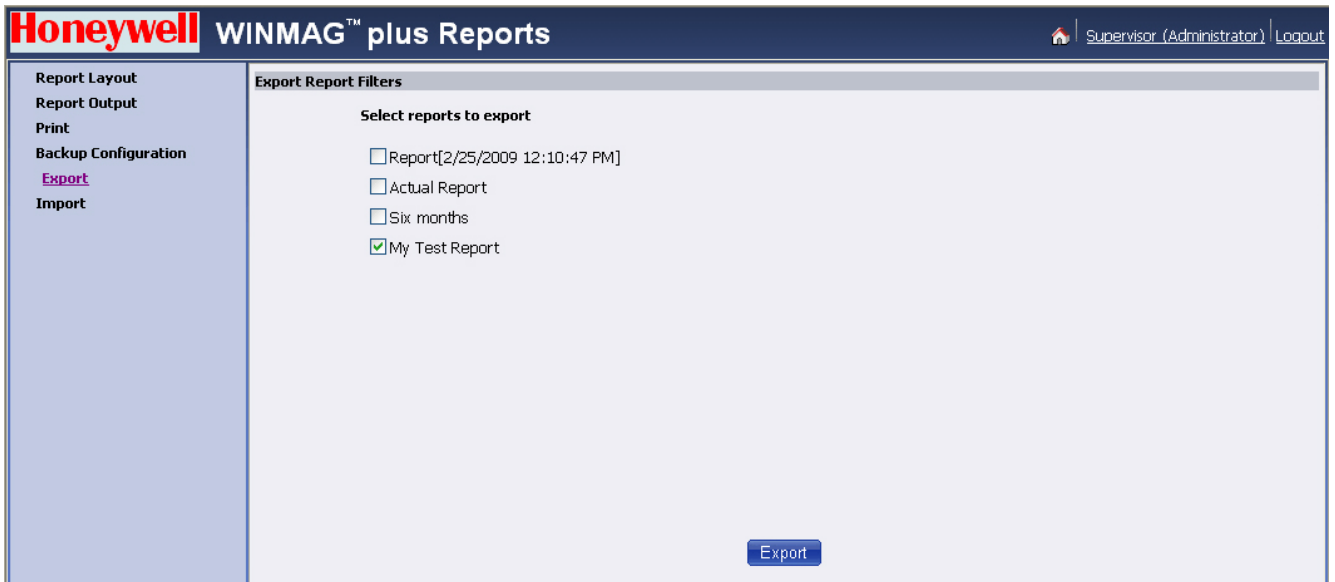 Honeywell WINMAG™ plus Reports
Supervisor (Administrator) Logout
Report Layout
Report Output
Print
Backup Configuration
Export
Import
Export Report Filters
Select reports to export
Report[2/25/2009 12:10:47 PM]
Actual Report
Six months
My Test Report
Export